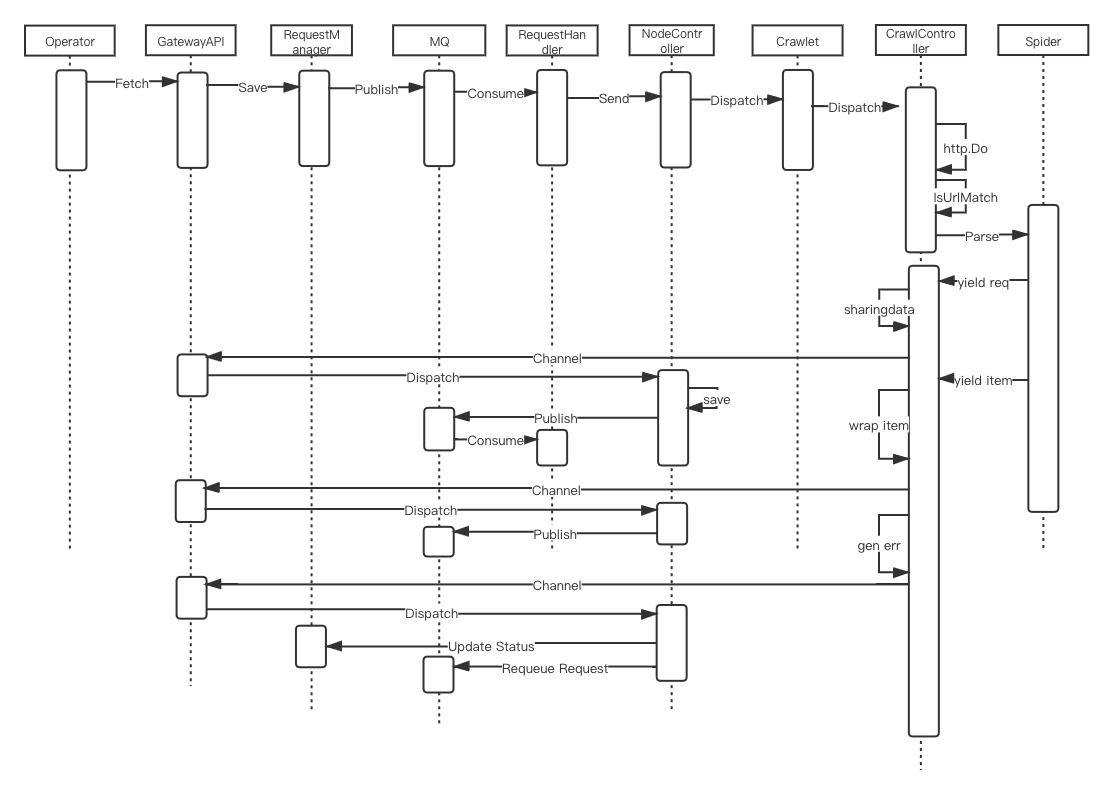 Operator
GatewayAPI
RequestM
anager
MQ
RequestHan
dler
NodeContr
oller
Crawlet
CrawlContro
ller
Spider
Fetch
Save
Publish
Consume
Send
Dispatch
Dispatch
http.Do
IsUrlMatch
Parse
yield req
sharingdata
Channel
Dispatch
yield item
save
Publish
wrap item
Consume
Channel
Dispatch
Publish
gen err
Channel
Dispatch
Update Status
Requeue Request